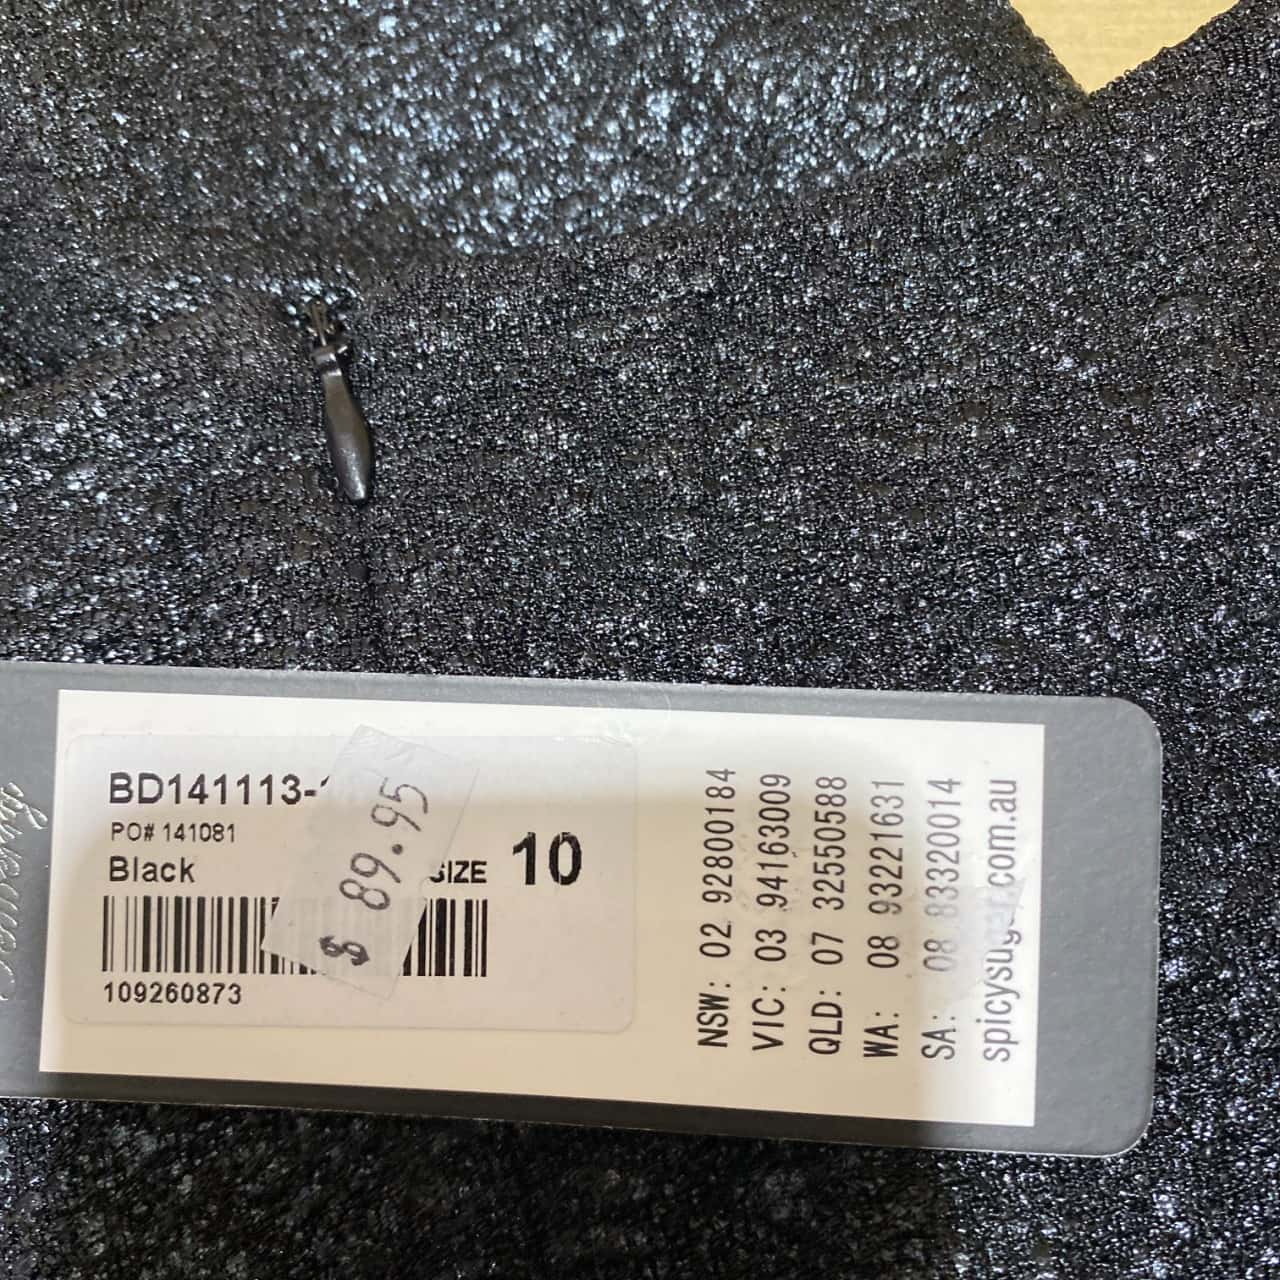 BD141113-
PO# 141081
Black
SIZE 10
$ 89.95
109260873
NSW: 02 92800184
VIC: 03 94163009
QLD: 07 32550588
WA: 08 93221631
SA: 08 83320014
spicysugar.com.au